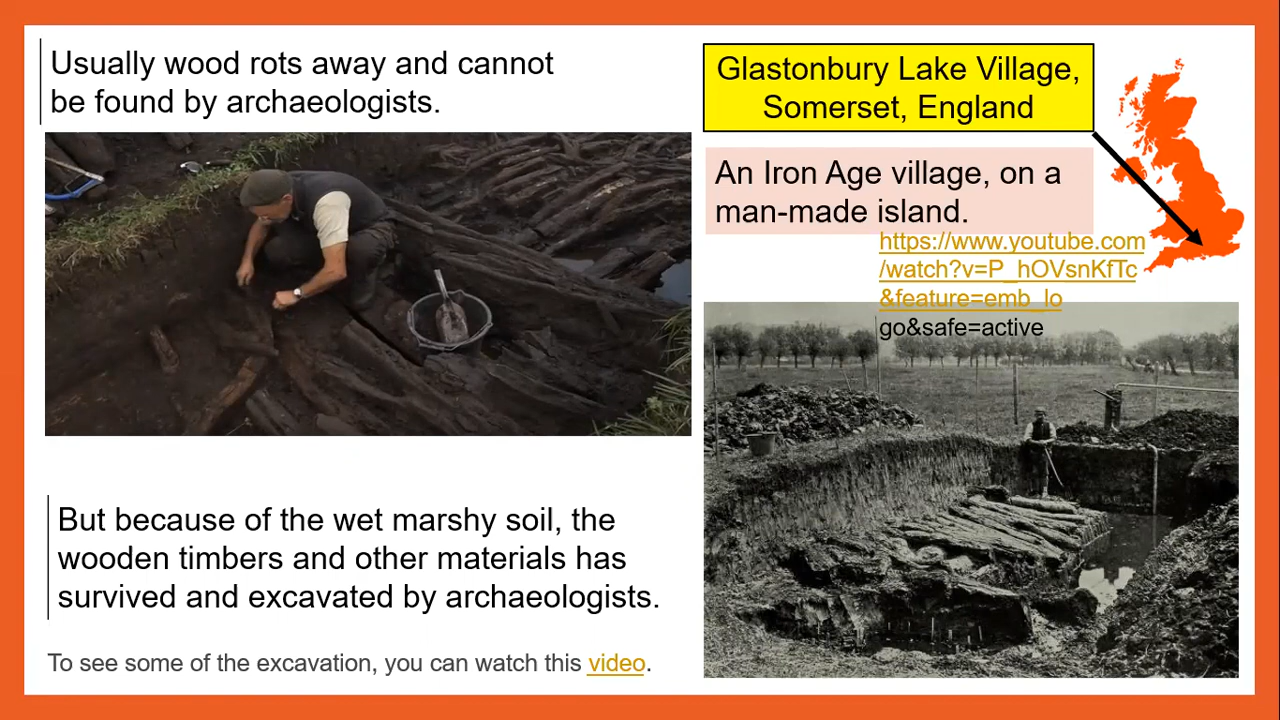 Usually wood rots away and cannot
be found by archaeologists.
Glastonbury Lake Village,
Somerset, England
An Iron Age village, on a
man-made island.
https://www.youtube.com
/watch?v=P_hOVsnKfTc
&feature=emb_lo
go&safe=active
But because of the wet marshy soil, the
wooden timbers and other materials has
survived and excavated by archaeologists.
To see some of the excavation, you can watch this video.